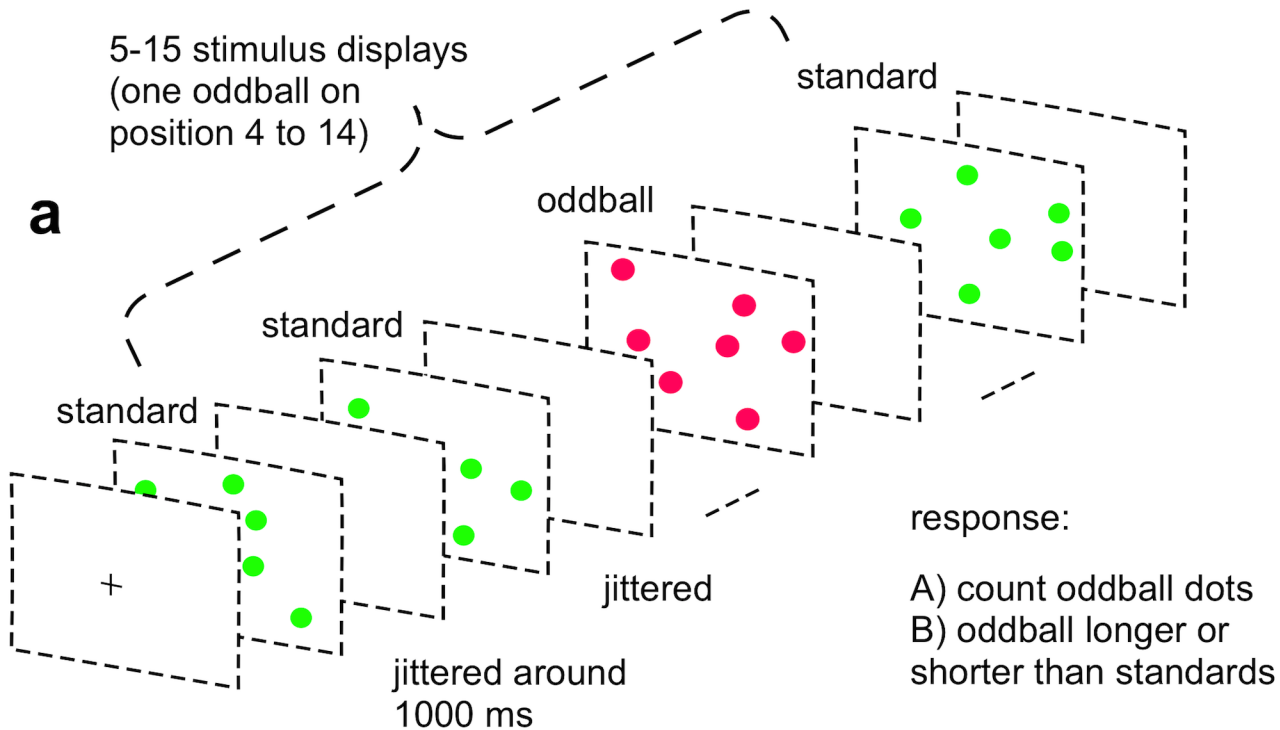 5-15 stimulus displays
(one oddball on
position 4 to 14)
a
standard
oddball
standard
standard
jittered
jittered around
1000 ms
response:
A) count oddball dots
B) oddball longer or
shorter than standards